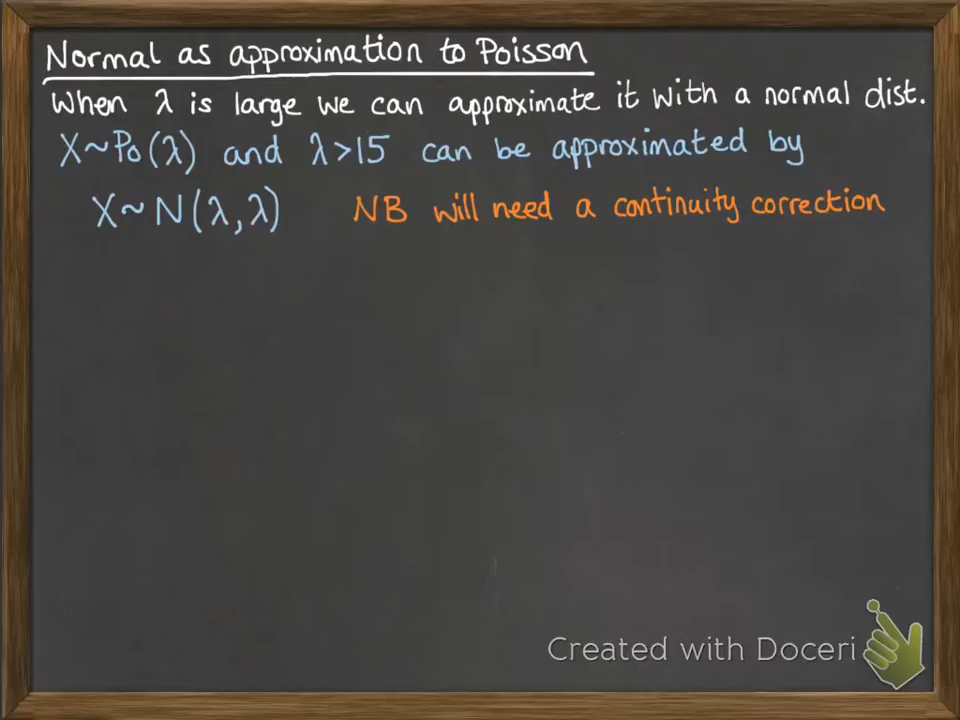 Normal as approximation to Poisson
When λ is large we can approximate it with a normal dist.
X~Po(λ) and λ>15 can be approximated by
X~N(λ,λ) NB will need a continuity correction
Created with Doceri